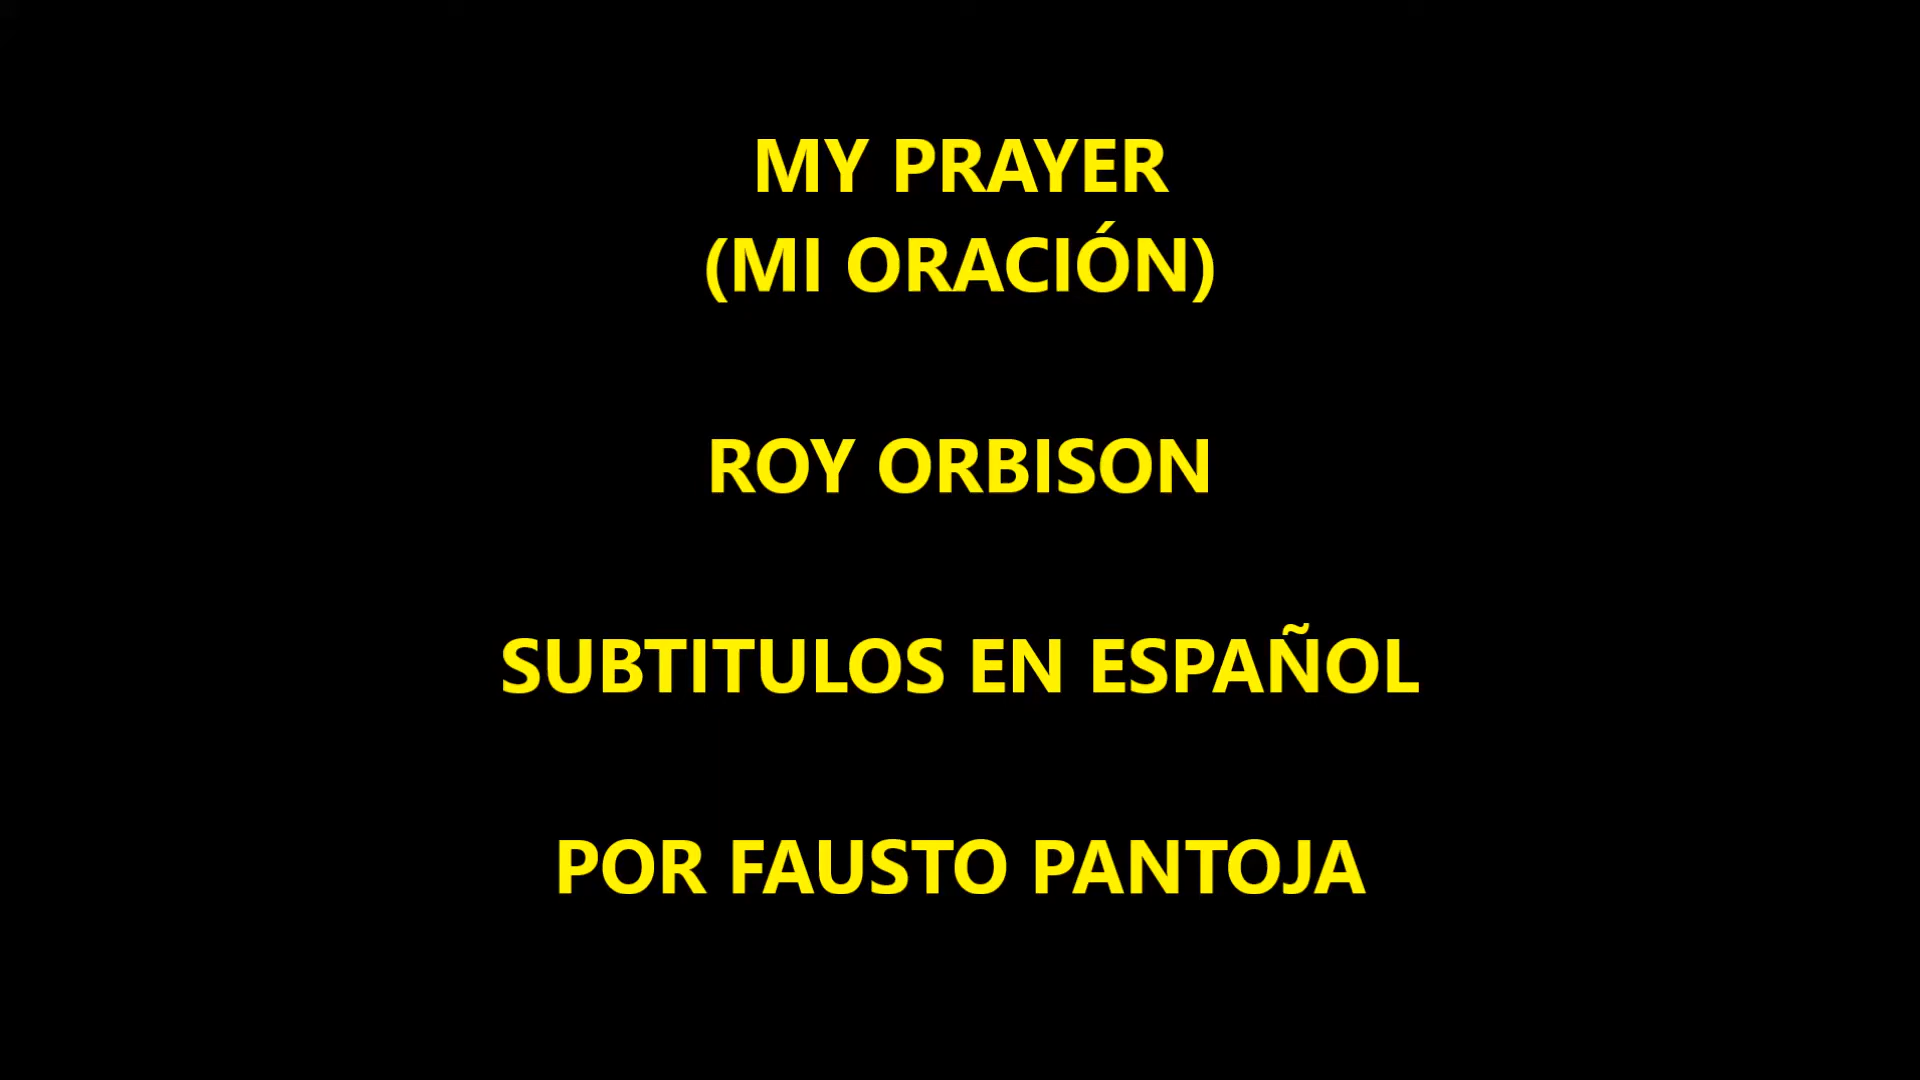 MY PRAYER
(MI ORACIÓN)
ROY ORBISON
SUBTITULOS EN ESPAÑOL
POR FAUSTO PANTOJA